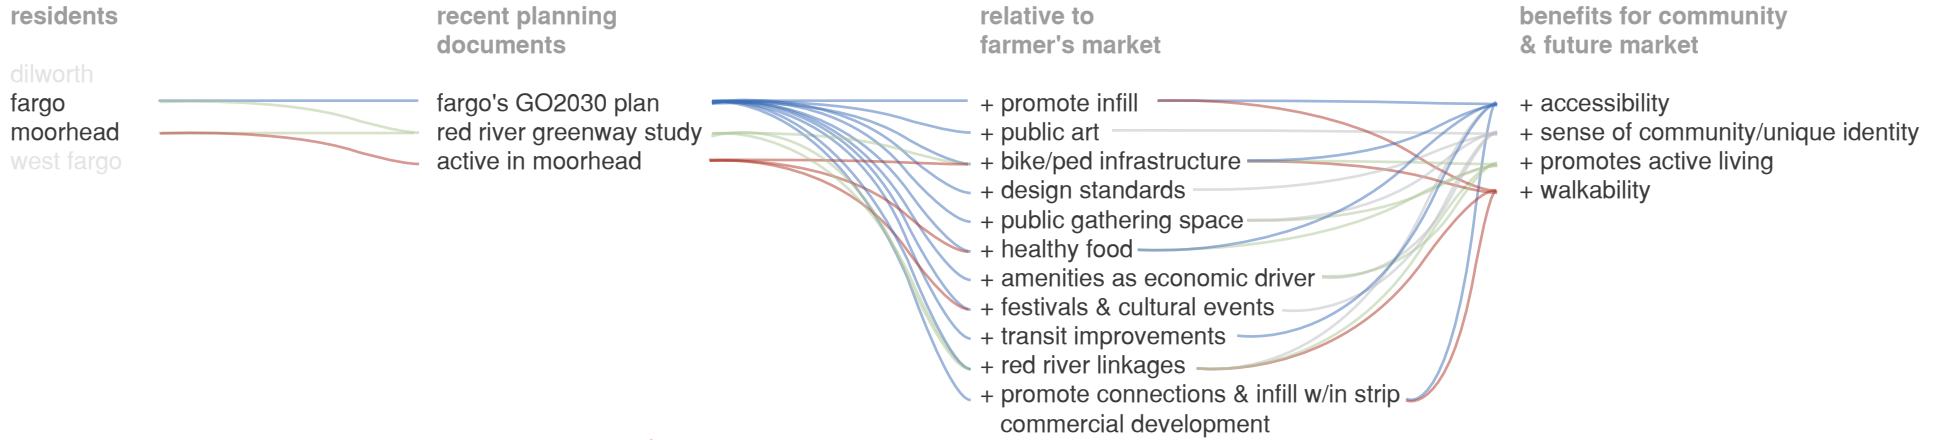 residents
dilworth
fargo
moorhead
west fargo
recent planning
documents
fargo's GO2030 plan
red river greenway study
active in moorhead
relative to
farmer's market
+ promote infill
+ public art
+ bike/ped infrastructure
+ design standards
+ public gathering space
+ healthy food
+ amenities as economic driver
+ festivals & cultural events
+ transit improvements
+ red river linkages
+ promote connections & infill w/in strip
commercial development
benefits for community
& future market
+ accessibility
+ sense of community/unique identity
+ promotes active living
+ walkability